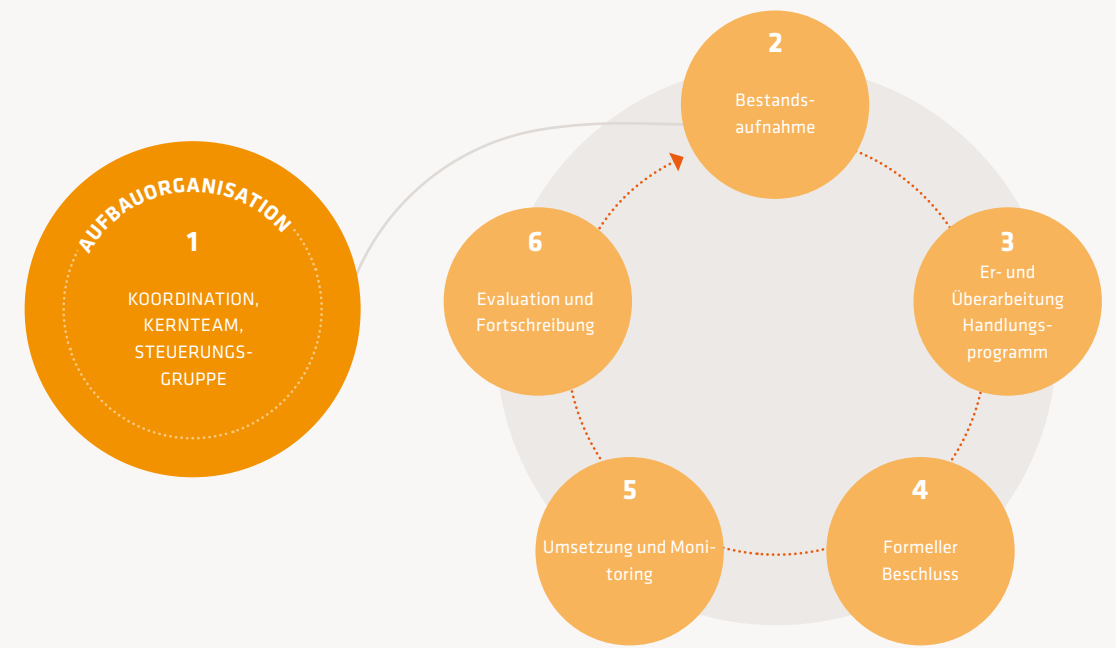 AUFBAUORGANISATION
1
KOORDINATION,
KERNTEAM,
STEUERUNGS-
GRUPPE
2
Bestands-
aufnahme
3
Er- und
Überarbeitung
Handlungs-
programm
4
Formeller
Beschluss
5
Umsetzung und Moni-
toring
6
Evaluation und
Fortschreibung